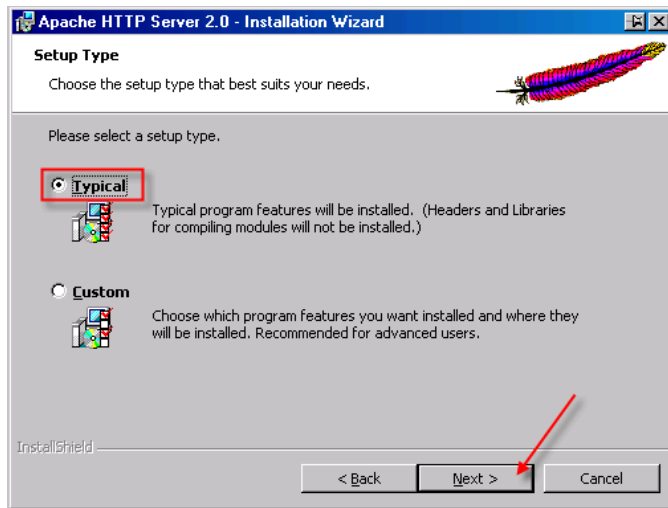 Apache HTTP Server 2.0 - Installation Wizard
Setup Type
Choose the setup type that best suits your needs.
Please select a setup type.
Typical
Typical program features will be installed. (Headers and Libraries
for compiling modules will not be installed.)
Custom
Choose which program features you want installed and where they
will be installed. Recommended for advanced users.
InstallShield
< Back
Next >
Cancel